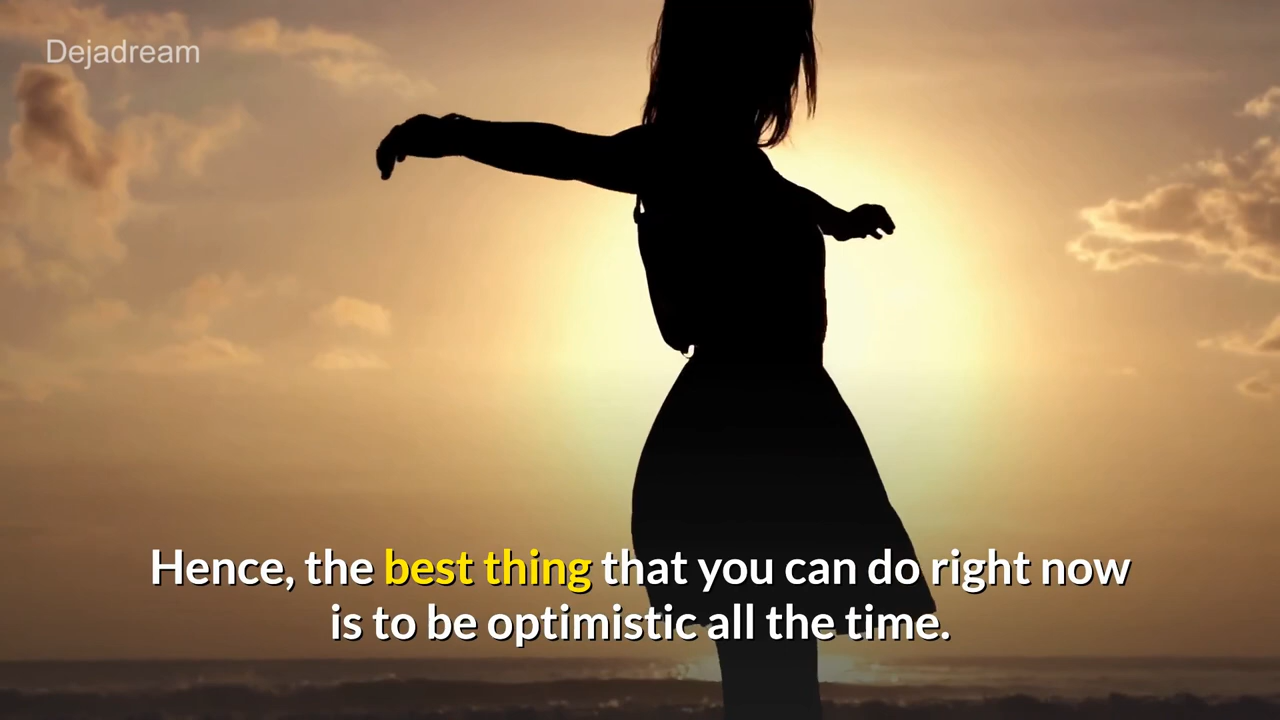 Dejadream
Hence, the best thing that you can do right now
is to be optimistic all the time.